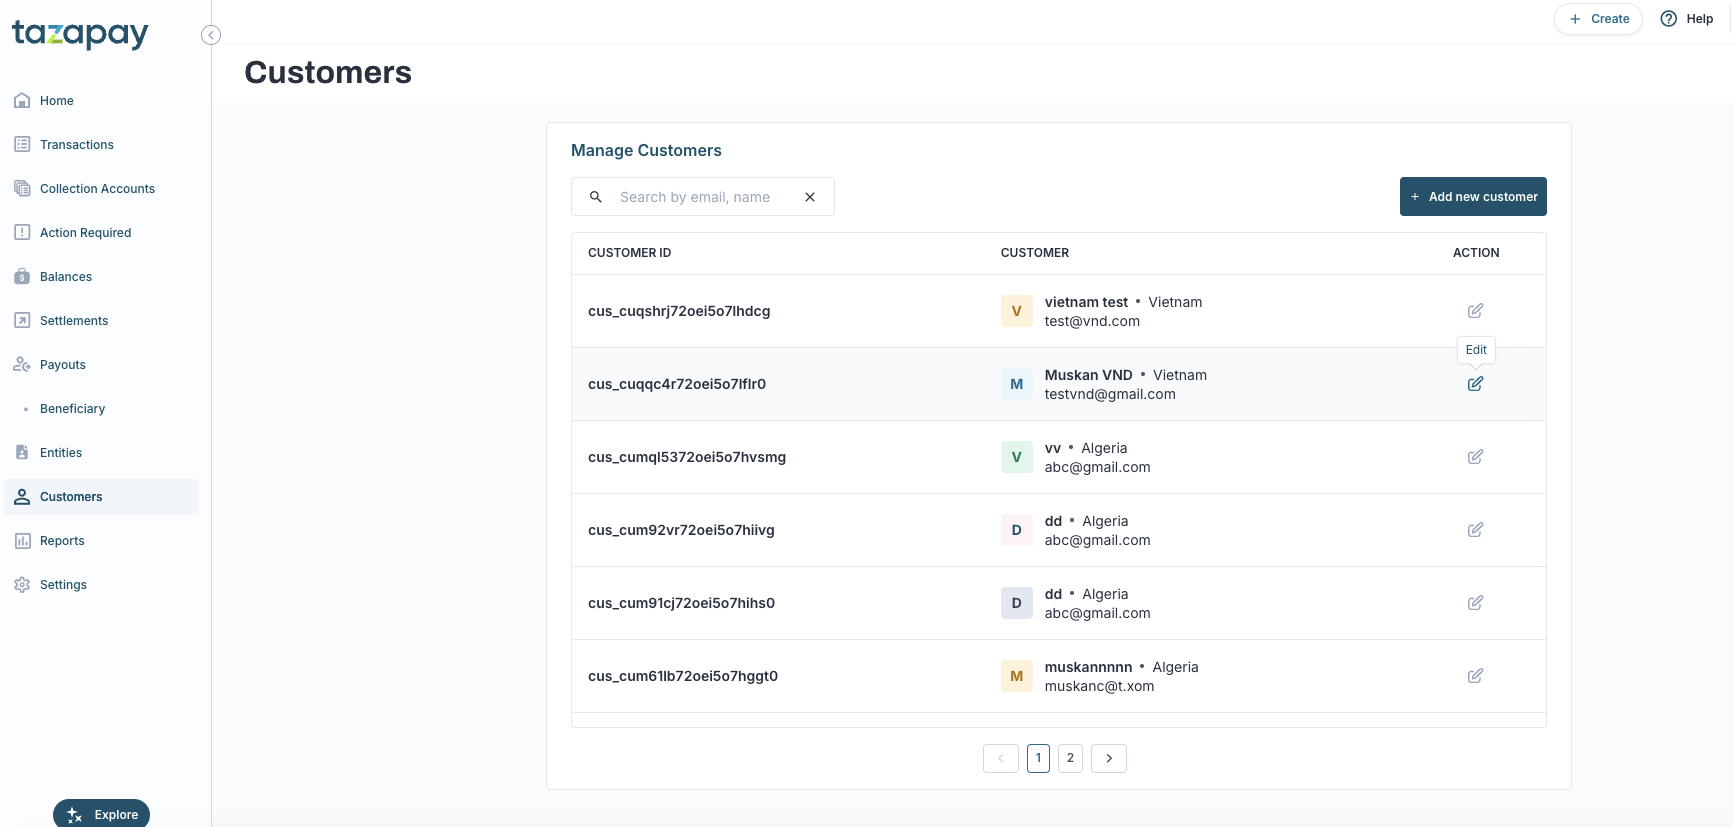 tazapay
Create
Help
Customers
Home
Transactions
Collection Accounts
Action Required
Balances
Settlements
Payouts
Beneficiary
Entities
Customers
Reports
Settings
Explore
Manage Customers
Search by email, name
+ Add new customer
CUSTOMER ID CUSTOMER ACTION
cus_cuqshrj72oei5o7lhdcg
V
vietnam test • Vietnam
test@vnd.com
Edit
cus_cuqqc4r72oei5o7lflr0
M
Muskan VND • Vietnam
testvnd@gmail.com
cus_cumql5372oei5o7hvsmg
V
vv • Algeria
abc@gmail.com
cus_cum92vr72oei5o7hiivg
D
dd • Algeria
abc@gmail.com
cus_cum91cj72oei5o7hihs0
D
dd • Algeria
abc@gmail.com
cus_cum61lb72oei5o7hggt0
M
muskannnnn • Algeria
muskanc@t.xom
1 2